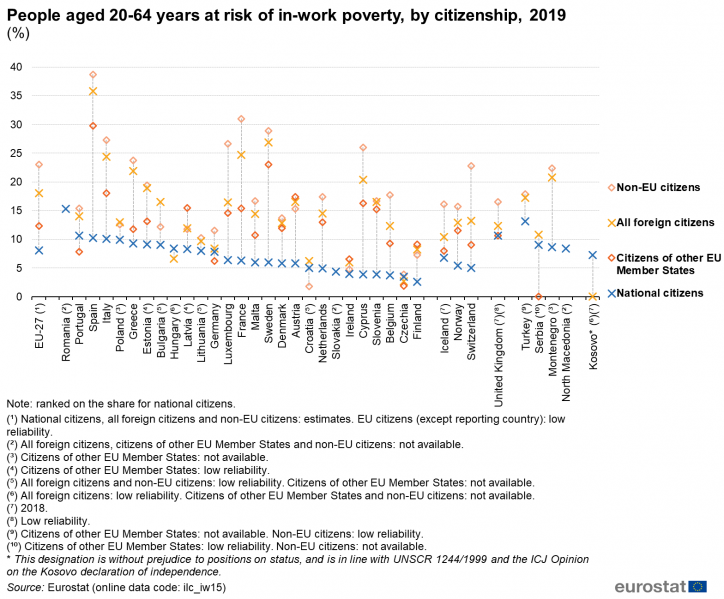 People aged 20-64 years at risk of in-work poverty, by citizenship, 2019
(%)
40
35
30
25
20
15
10
5
0
Non-EU citizens
All foreign citizens
Citizens of other EU
Member States
National citizens
EU-27 (¹)
Romania (²)
Portugal
Spain
Italy
Poland (³)
Greece
Estonia (⁴)
Bulgaria (⁵)
Hungary (⁶)
Latvia (⁴)
Lithuania (⁵)
Germany
Luxembourg
France
Malta
Sweden
Denmark
Austria
Croatia (⁵)
Netherlands
Slovakia (²)
Ireland
Cyprus
Slovenia
Belgium
Czechia
Finland
Iceland (⁷)
Norway
Switzerland
United Kingdom (⁷)(⁸)
Turkey (⁹)
Serbia (¹⁰)
Montenegro (³)
North Macedonia (²)
Note: ranked on the share for national citizens.
(¹) National citizens, all foreign citizens and non-EU citizens: estimates. EU citizens (except reporting country): low
reliability.
(²) All foreign citizens, citizens of other EU Member States and non-EU citizens: not available.
(³) Citizens of other EU Member States: not available.
(⁴) Citizens of other EU Member States: low reliability.
(⁵) All foreign citizens and non-EU citizens: low reliability. Citizens of other EU Member States: not available.
(⁶) All foreign citizens: low reliability. Citizens of other EU Member States and non-EU citizens: not available.
(⁷) 2018.
(⁸) Low reliability.
(⁹) Citizens of other EU Member States: not available. Non-EU citizens: low reliability.
(¹⁰) Citizens of other EU Member States: low reliability. Non-EU citizens: not available.
* This designation is without prejudice to positions on status, and is in line with UNSCR 1244/1999 and the ICJ Opinion
on the Kosovo declaration of independence.
Source: Eurostat (online data code: ilc_iw15)
eurostat